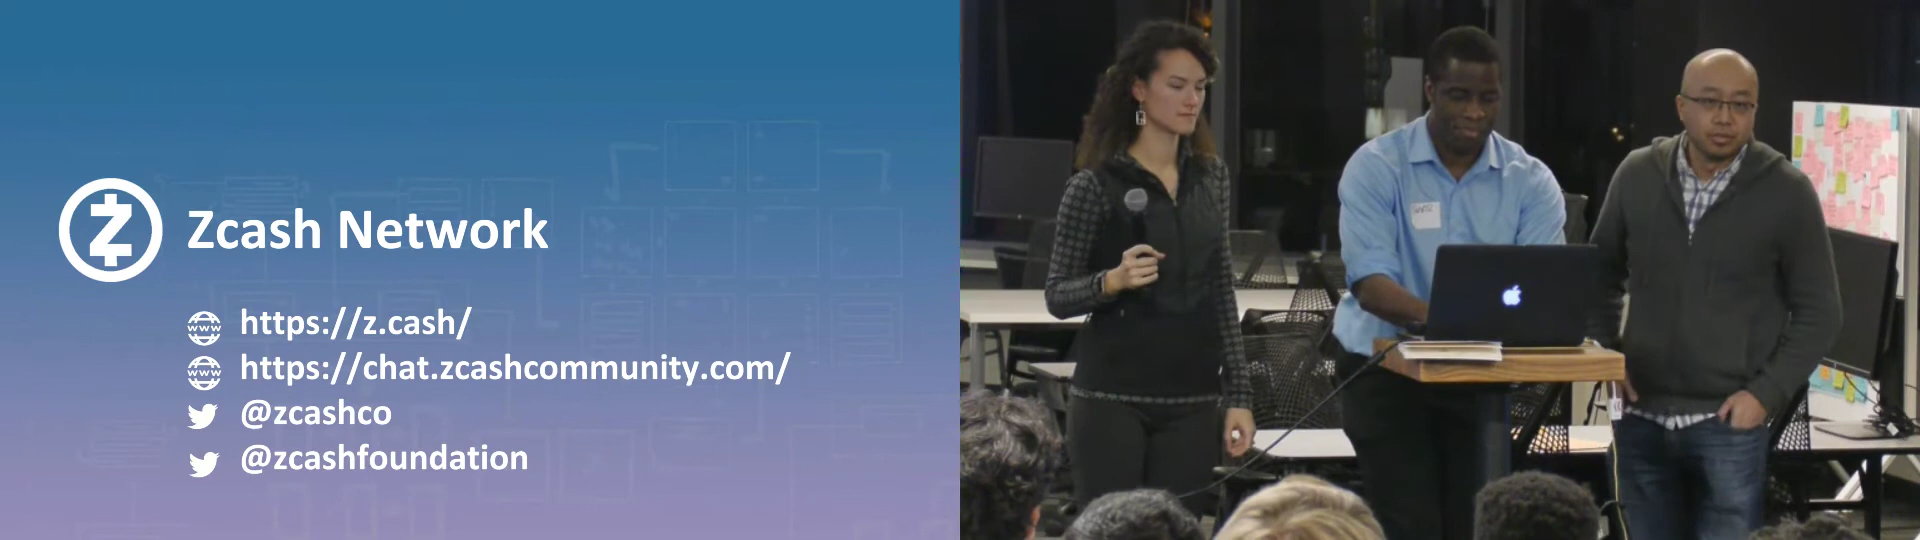 Zcash Network
https://z.cash/
https://chat.zcashcommunity.com/
@zcashco
@zcashfoundation